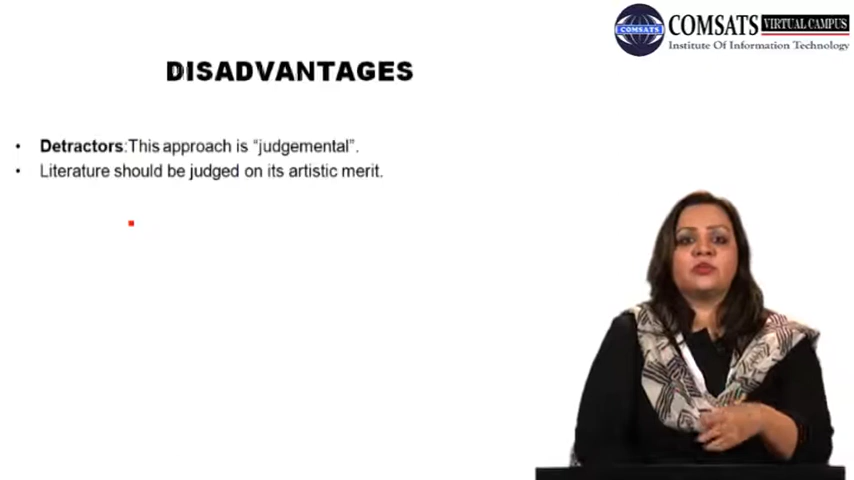 COMSATS VIRTUAL CAMPUS
COMSATS
Institute Of Information Technology
DISADVANTAGES
• Detractors:This approach is “judgemental”.
• Literature should be judged on its artistic merit.